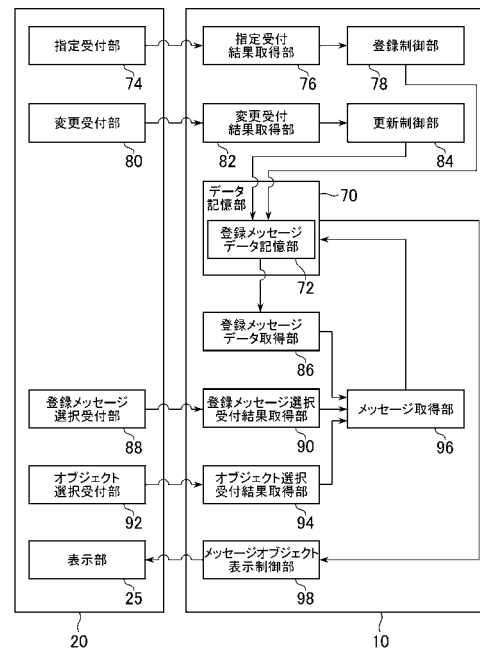 指定受付部
74
指定受付
結果取得部
76
登録制御部
78
変更受付部
80
変更受付
結果取得部
82
更新制御部
84
データ
記憶部
70
登録メッセージ
データ記憶部
72
登録メッセージ
データ取得部
86
登録メッセージ
選択受付部
88
登録メッセージ選択
受付結果取得部
90
メッセージ取得部
96
オブジェクト
選択受付部
92
オブジェクト選択
受付結果取得部
94
表示部
25
メッセージオブジェクト
表示制御部
98
20
10